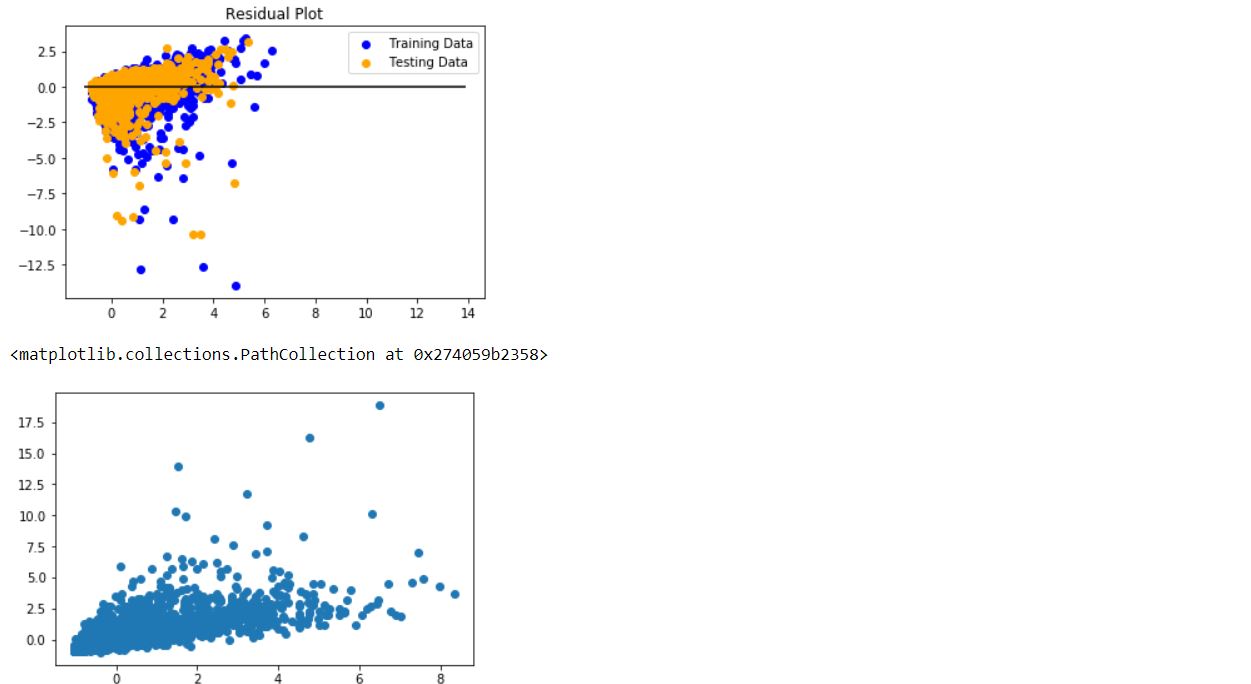 Residual Plot
Training Data
Testing Data
2.5
0.0
−2.5
−5.0
−7.5
−10.0
−12.5
0 2 4 6 8 10 12 14
<matplotlib.collections.PathCollection at 0x274059b2358>
17.5
15.0
12.5
10.0
7.5
5.0
2.5
0.0
0 2 4 6 8